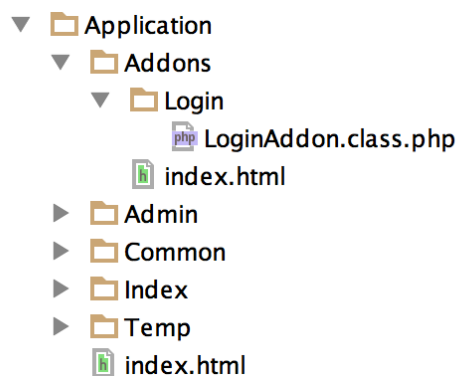 Application
Addons
Login
php LoginAddon.class.php
h index.html
Admin
Common
Index
Temp
h index.html